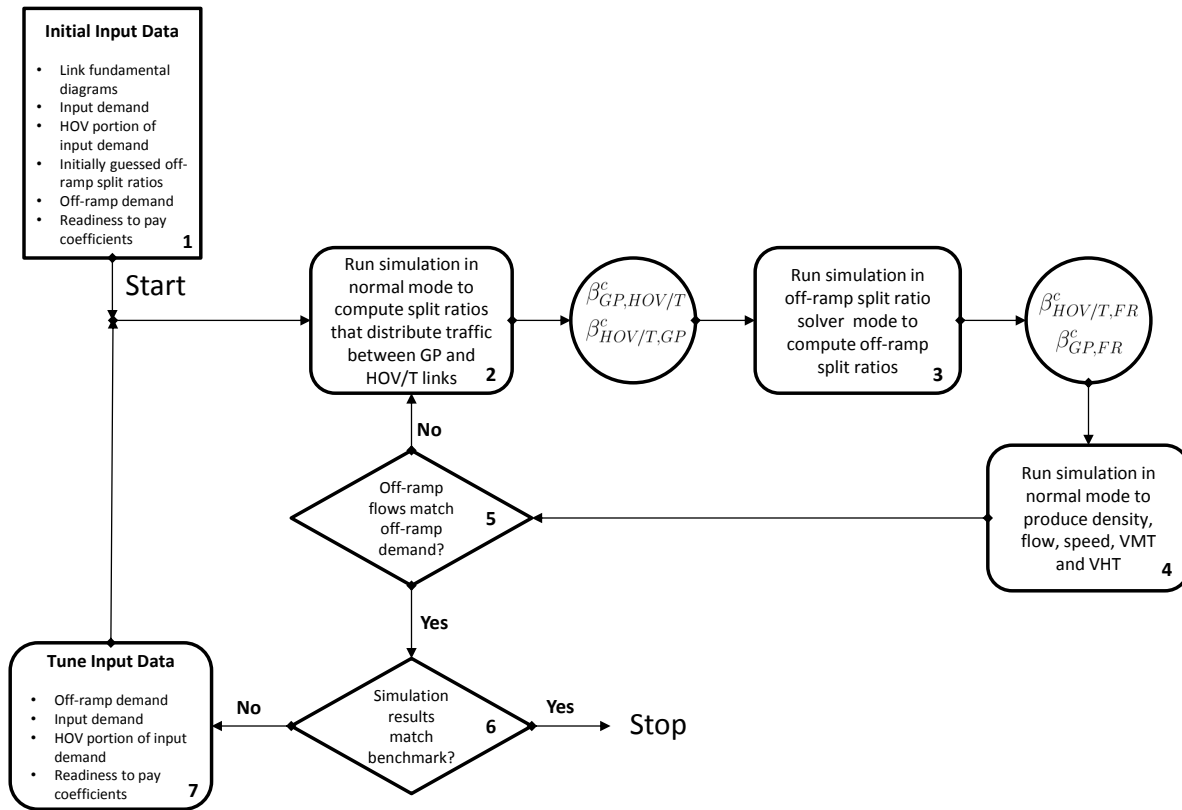 Initial Input Data
• Link fundamental
diagrams
• Input demand
• HOV portion of
input demand
• Initially guessed off-
ramp split ratios
• Off-ramp demand
• Readiness to pay
coefficients
1
Start
Run simulation in
normal mode to
compute split ratios
that distribute traffic
between GP and
HOV/T links
2
β^c_{GP,HOV/T}
β^c_{HOV/T,GP}
Run simulation in
off-ramp split ratio
solver mode to
compute off-ramp
split ratios
3
β^c_{HOV/T,FR}
β^c_{GP,FR}
Run simulation in
normal mode to
produce density,
flow, speed, VMT
and VHT
4
No
Off-ramp
flows match
off-ramp
demand?
5
Yes
Simulation
results
match
benchmark?
6
Yes
Stop
No
Tune Input Data
• Off-ramp demand
• Input demand
• HOV portion of input
demand
• Readiness to pay
coefficients
7